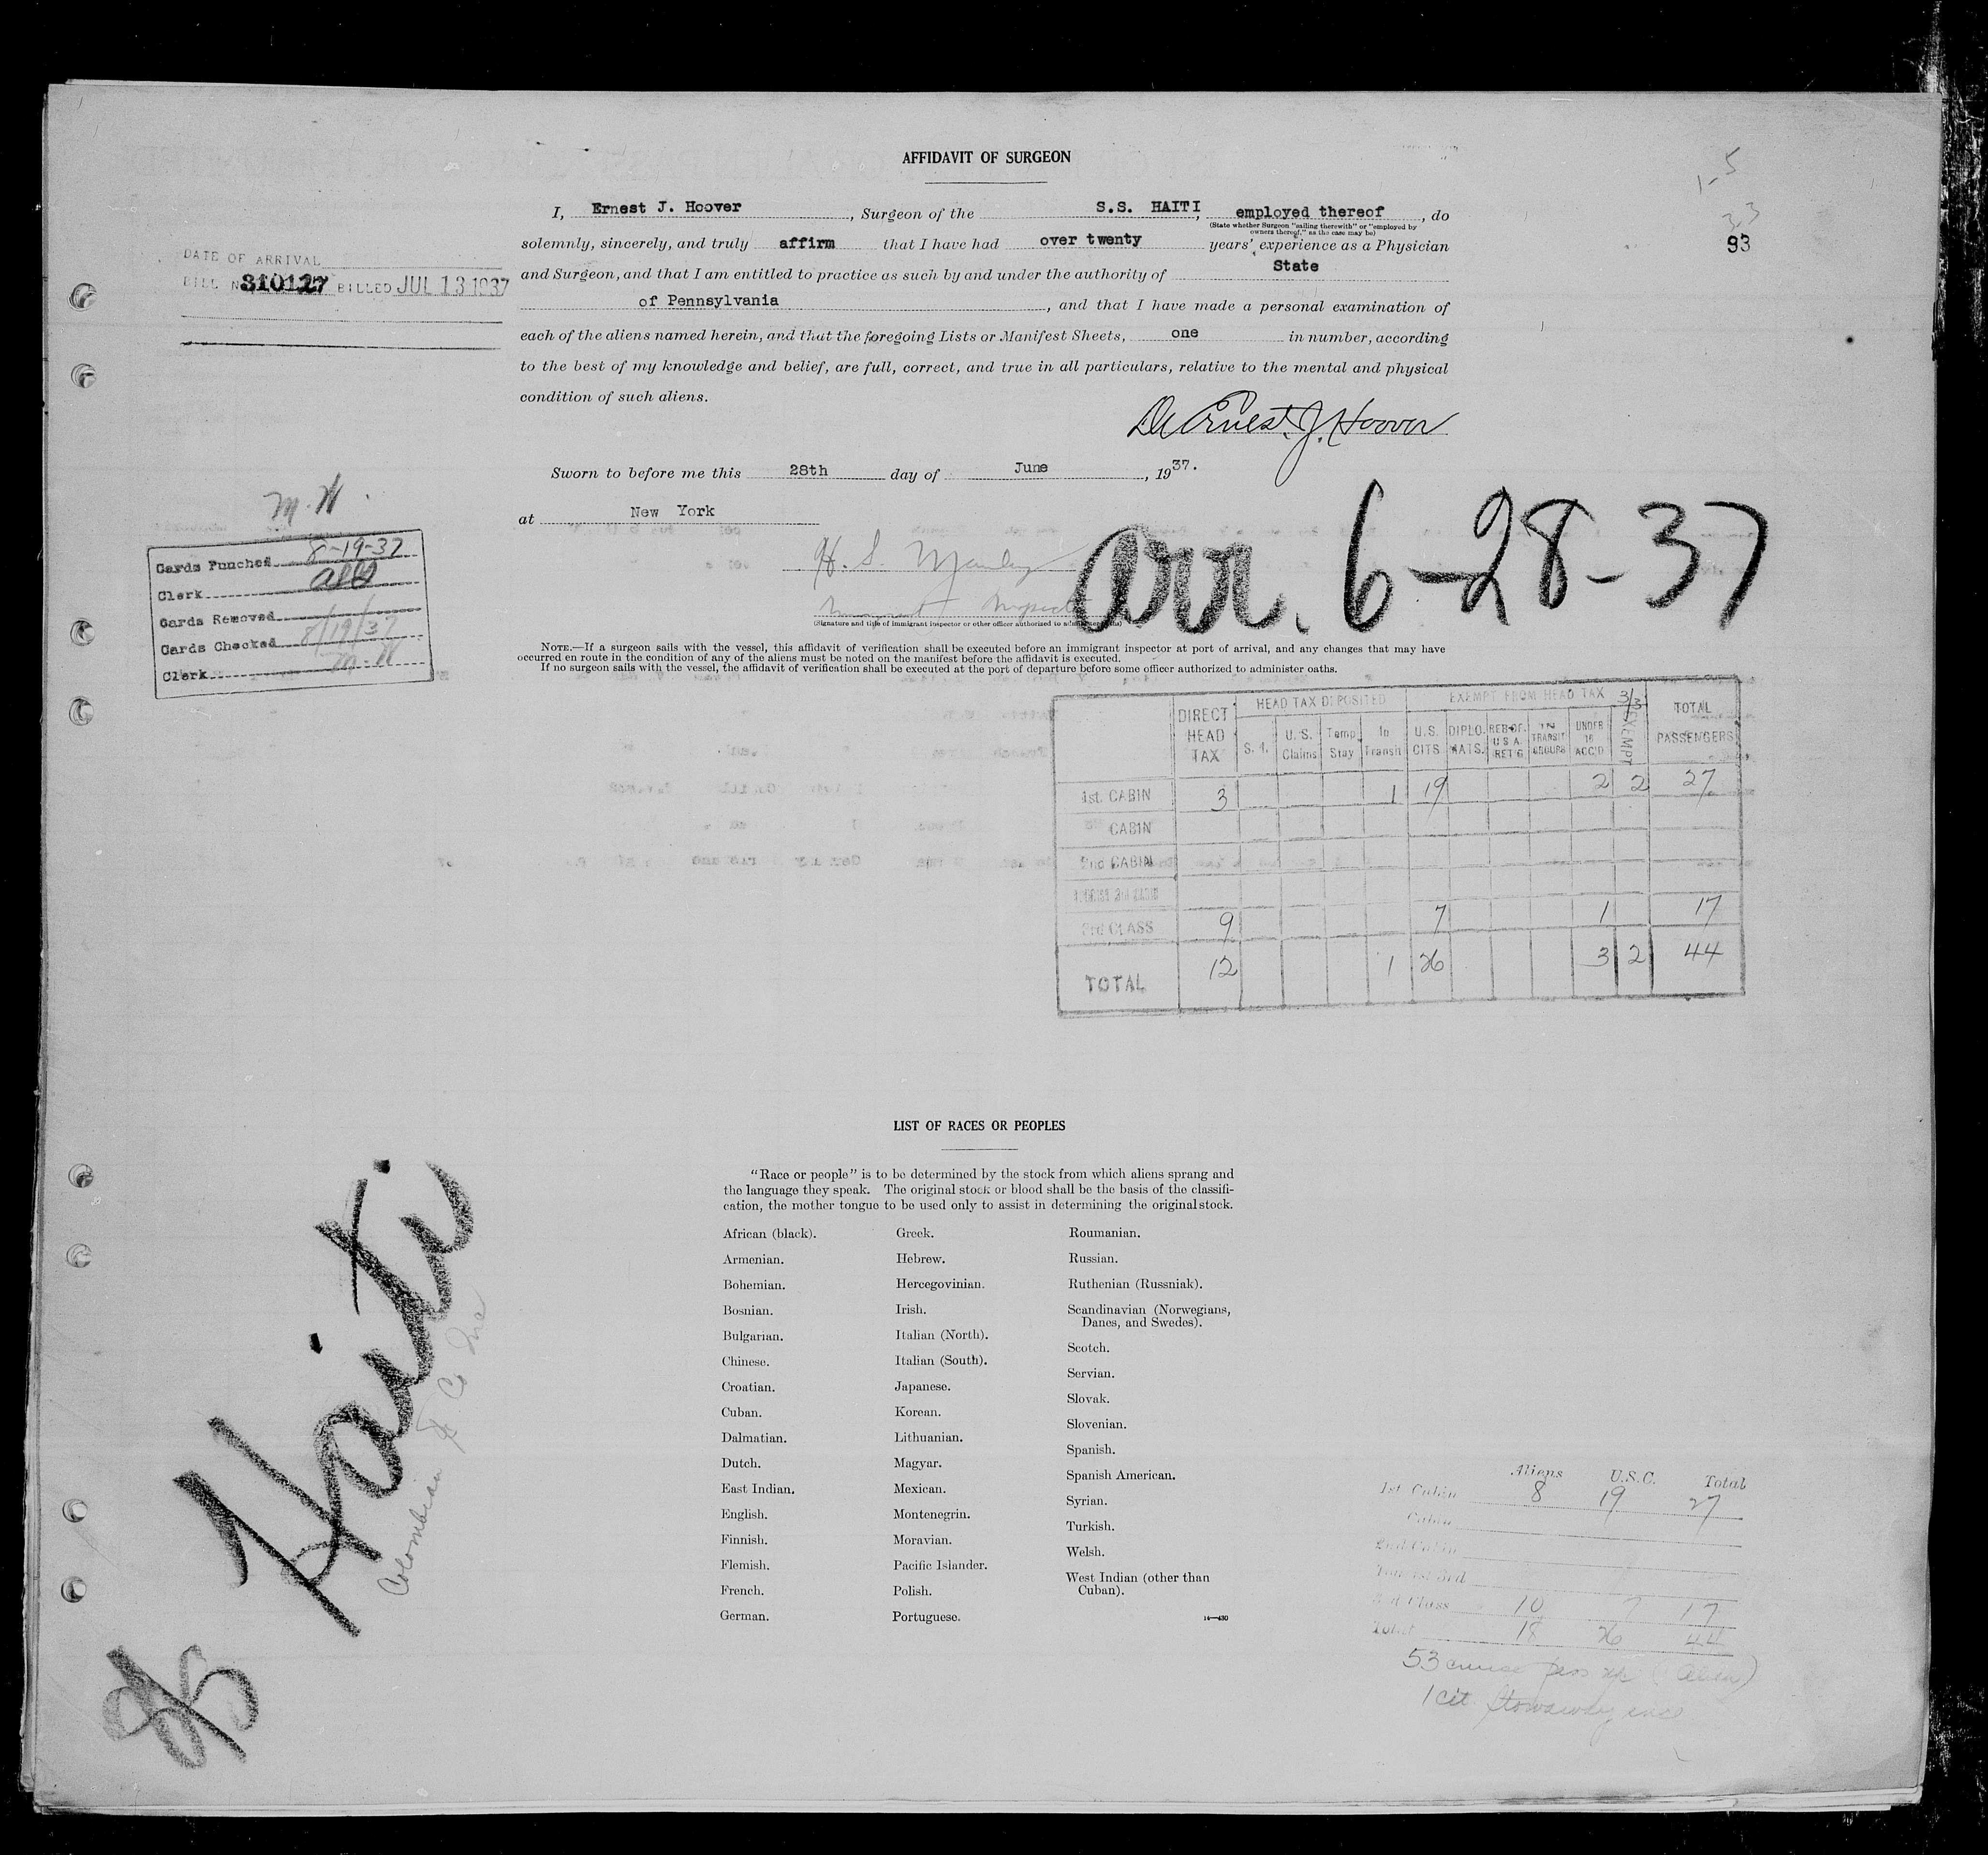 AFFIDAVIT OF SURGEON
1-5
33
93
I, Ernest J. Hoover, Surgeon of the S.S. HAITI, employed thereof, do
(State whether Surgeon "sailing therewith" or "employed by
owners thereof," as the case may be)
solemnly, sincerely, and truly affirm that I have had over twenty years' experience as a Physician
and Surgeon, and that I am entitled to practice as such by and under the authority of State
of Pennsylvania, and that I have made a personal examination of
each of the aliens named herein, and that the foregoing Lists or Manifest Sheets, one in number, according
to the best of my knowledge and belief, are full, correct, and true in all particulars, relative to the mental and physical
condition of such aliens.
DATE OF ARRIVAL
BILL No 310127 BILLED JUL 13 1937
Dr Ernest J. Hoover
Sworn to before me this 28th day of June, 1937.
at New York
H. S. Manley
Immigrant Inspector
(Signature and title of immigrant inspector or other officer authorized to administer oaths)
arr. 6-28-37
M.W.
Cards Punched 8-19-37
Clerk
Cards Removed
Cards Checked 8/19/37
Clerk M.W
NOTE.—If a surgeon sails with the vessel, this affidavit of verification shall be executed before an immigrant inspector at port of arrival, and any changes that may have
occurred en route in the condition of any of the aliens must be noted on the manifest before the affidavit is executed.
If no surgeon sails with the vessel, the affidavit of verification shall be executed at the port of departure before some officer authorized to administer oaths.
DIRECT HEAD TAX HEAD TAX DEPOSITED EXEMPT FROM HEAD TAX 3/3 TOTAL PASSENGERS
S. I. U.S. Claims Temp Stay In Transit U.S. CITS. DIPLOMATS. RES. OF U S A. RET'G TRANSIT GROUPS UNDER 16 ACC'D EXEMPT
1st. CABIN 3 1 19 2 2 27
CABIN
2nd CABIN
TOURIST 3rd CABIN
3rd CLASS 9 7 1 17
TOTAL 12 1 26 3 2 44
LIST OF RACES OR PEOPLES
"Race or people" is to be determined by the stock from which aliens sprang and
the language they speak. The original stock or blood shall be the basis of the classifi-
cation, the mother tongue to be used only to assist in determining the original stock.
African (black).
Armenian.
Bohemian.
Bosnian.
Bulgarian.
Chinese.
Croatian.
Cuban.
Dalmatian.
Dutch.
East Indian.
English.
Finnish.
Flemish.
French.
German.
Greek.
Hebrew.
Hercegovinian.
Irish.
Italian (North).
Italian (South).
Japanese.
Korean.
Lithuanian.
Magyar.
Mexican.
Montenegrin.
Moravian.
Pacific Islander.
Polish.
Portuguese.
Roumanian.
Russian.
Ruthenian (Russniak).
Scandinavian (Norwegians,
Danes, and Swedes).
Scotch.
Servian.
Slovak.
Slovenian.
Spanish.
Spanish American.
Syrian.
Turkish.
Welsh.
West Indian (other than
Cuban).
14—430
Haiti
Colombian SS Co Inc
Aliens U.S.C. Total
1st Cabin 8 19 27
Cabin
2nd Cabin
Tourist 3rd
3rd Class 10 7 17
Total 18 26 44
53 cruise pass (Alien)
1 cit. Stowaway